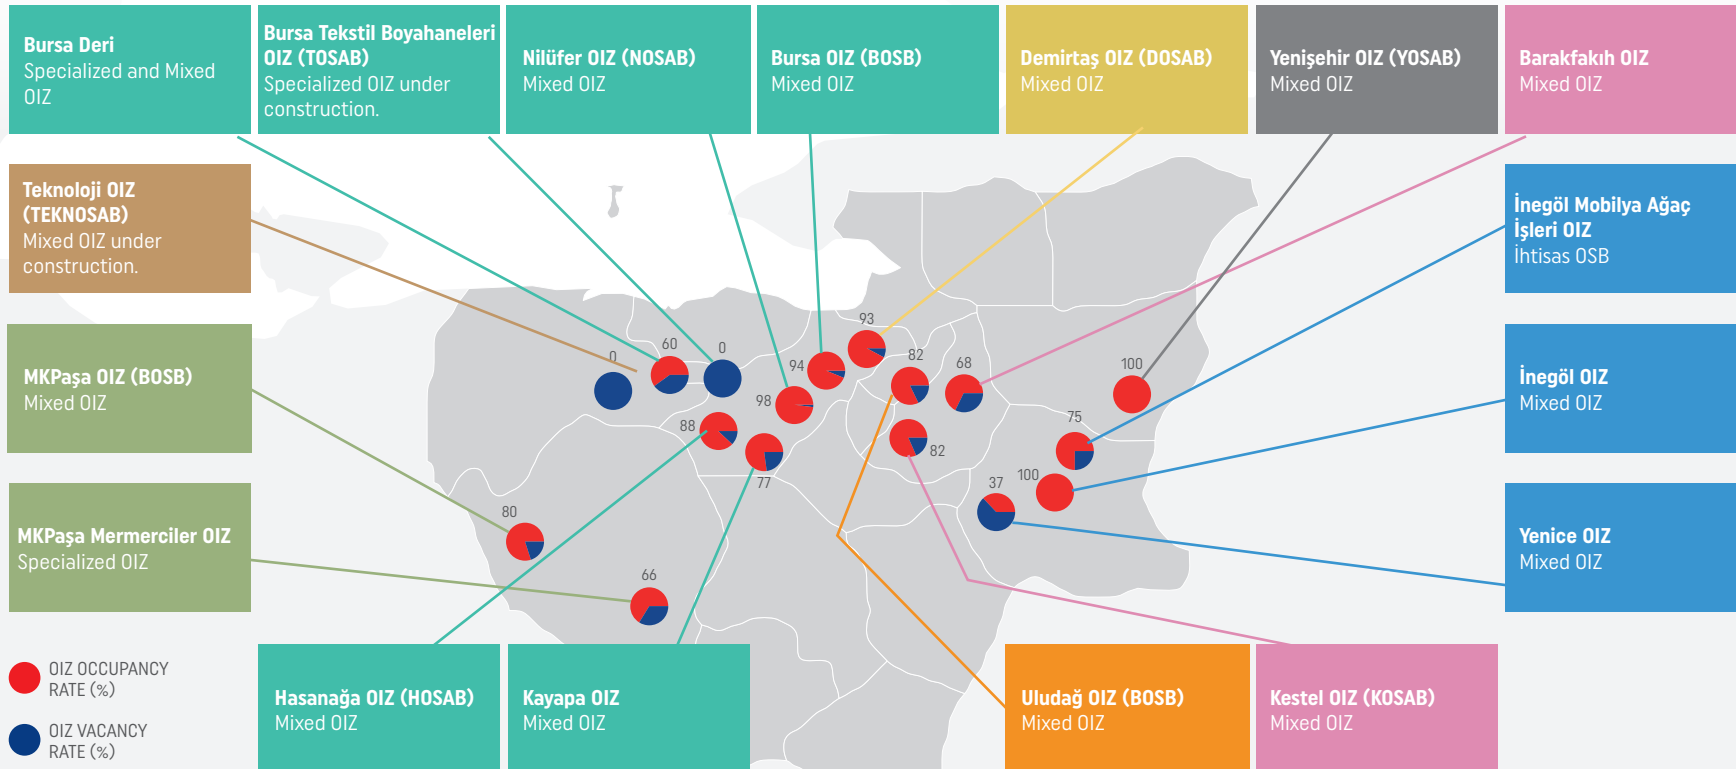 Bursa Deri
Specialized and Mixed
OIZ
Bursa Tekstil Boyahaneleri
OIZ (TOSAB)
Specialized OIZ under
construction.
Nilüfer OIZ (NOSAB)
Mixed OIZ
Bursa OIZ (BOSB)
Mixed OIZ
Demirtaş OIZ (DOSAB)
Mixed OIZ
Yenişehir OIZ (YOSAB)
Mixed OIZ
Barakfakıh OIZ
Mixed OIZ
Teknoloji OIZ
(TEKNOSAB)
Mixed OIZ under
construction.
İnegöl Mobilya Ağaç
İşleri OIZ
İhtisas OSB
MKPaşa OIZ (BOSB)
Mixed OIZ
İnegöl OIZ
Mixed OIZ
MKPaşa Mermerciler OIZ
Specialized OIZ
Yenice OIZ
Mixed OIZ
0
60
0
94
93
82
68
100
98
88
77
82
75
100
37
80
66
OIZ OCCUPANCY
RATE (%)
OIZ VACANCY
RATE (%)
Hasanağa OIZ (HOSAB)
Mixed OIZ
Kayapa OIZ
Mixed OIZ
Uludağ OIZ (BOSB)
Mixed OIZ
Kestel OIZ (KOSAB)
Mixed OIZ